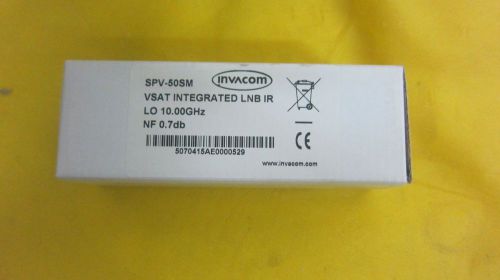 SPV-50SM
invacom
VSAT INTEGRATED LNB IR
LO 10.00GHz
NF 0.7db
5070415AE0000529
www.invacom.com
CE